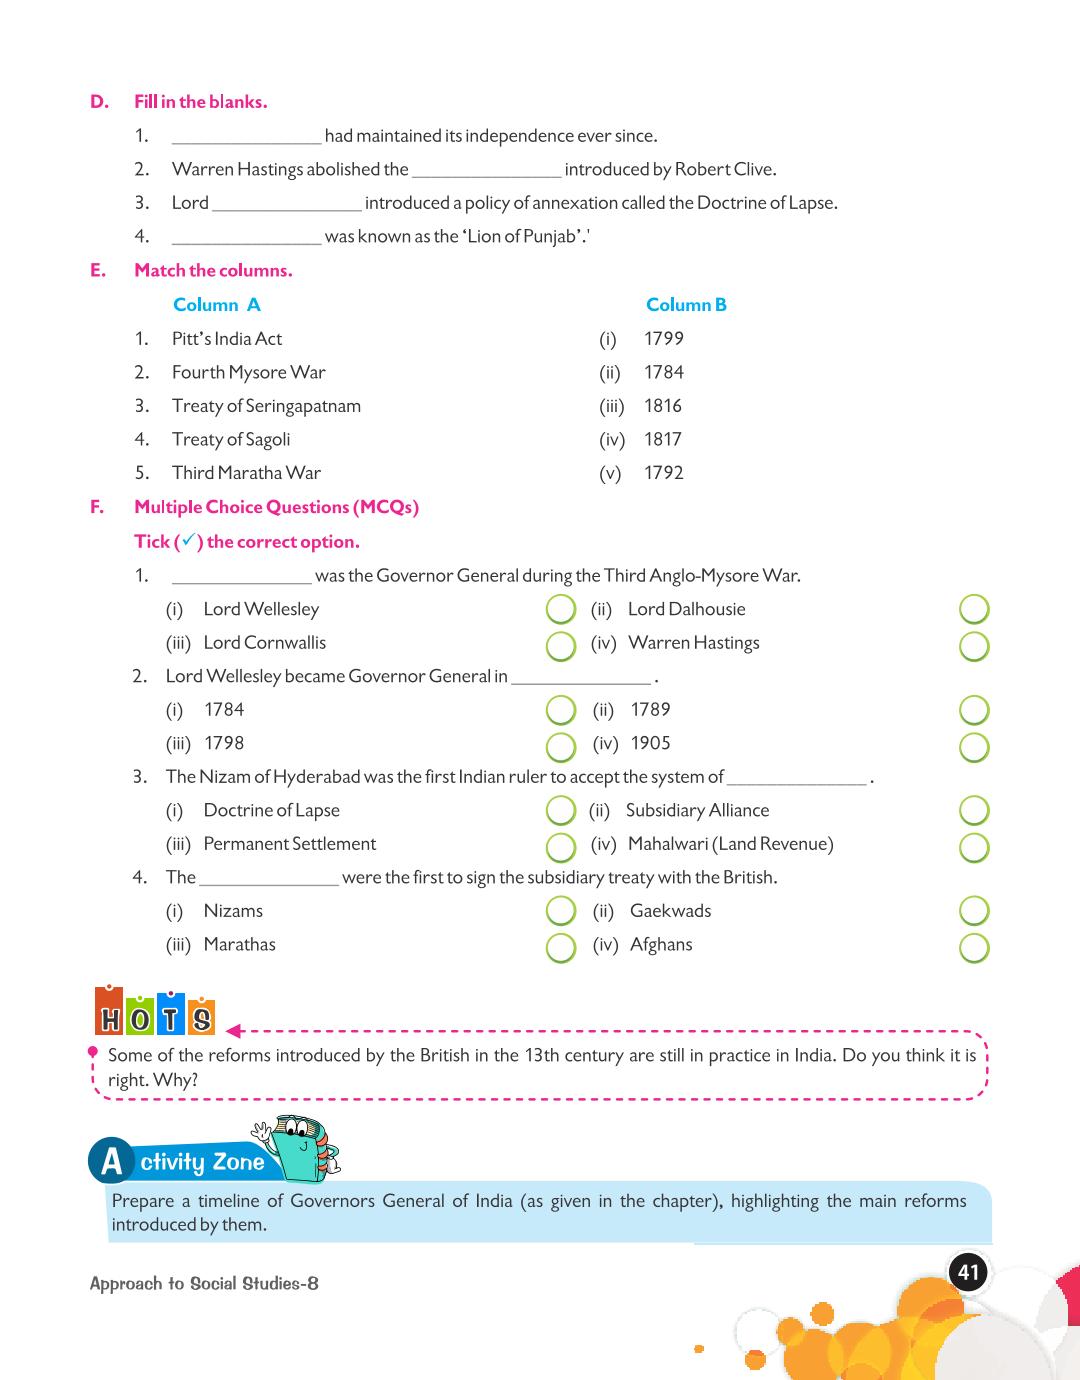 D. Fill in the blanks.
1. _______________ had maintained its independence ever since.
2. Warren Hastings abolished the _______________ introduced by Robert Clive.
3. Lord _______________ introduced a policy of annexation called the Doctrine of Lapse.
4. _______________ was known as the ‘Lion of Punjab’.'
E. Match the columns.
Column A Column B
1. Pitt’s India Act (i) 1799
2. Fourth Mysore War (ii) 1784
3. Treaty of Seringapatnam (iii) 1816
4. Treaty of Sagoli (iv) 1817
5. Third Maratha War (v) 1792
F. Multiple Choice Questions (MCQs)
Tick (✓) the correct option.
1. ______________ was the Governor General during the Third Anglo-Mysore War.
(i) Lord Wellesley (ii) Lord Dalhousie
(iii) Lord Cornwallis (iv) Warren Hastings
2. Lord Wellesley became Governor General in ______________ .
(i) 1784 (ii) 1789
(iii) 1798 (iv) 1905
3. The Nizam of Hyderabad was the first Indian ruler to accept the system of ______________ .
(i) Doctrine of Lapse (ii) Subsidiary Alliance
(iii) Permanent Settlement (iv) Mahalwari (Land Revenue)
4. The ______________ were the first to sign the subsidiary treaty with the British.
(i) Nizams (ii) Gaekwads
(iii) Marathas (iv) Afghans
HOTS
Some of the reforms introduced by the British in the 13th century are still in practice in India. Do you think it is
right. Why?
Activity Zone
Prepare a timeline of Governors General of India (as given in the chapter), highlighting the main reforms
introduced by them.
Approach to Social Studies-8
41